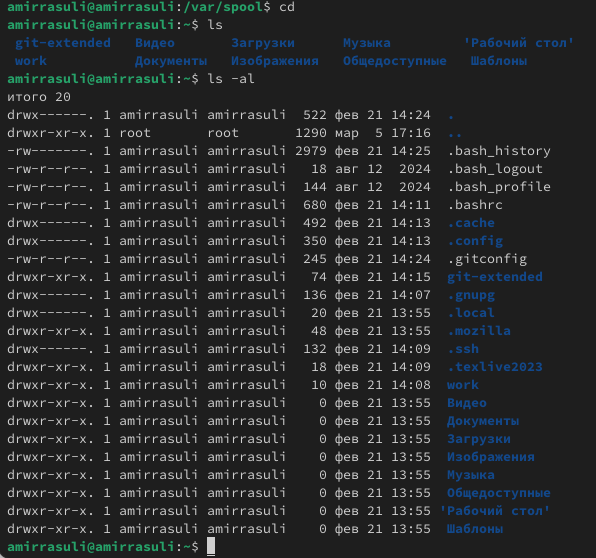 amirrasuli@amirrasuli:/var/spool$ cd
amirrasuli@amirrasuli:~$ ls
git-extended Видео Загрузки Музыка 'Рабочий стол'
work Документы Изображения Общедоступные Шаблоны
amirrasuli@amirrasuli:~$ ls -al
итого 20
drwx------. 1 amirrasuli amirrasuli 522 фев 21 14:24 .
drwxr-xr-x. 1 root root 1290 мар 5 17:16 ..
-rw-------. 1 amirrasuli amirrasuli 2979 фев 21 14:25 .bash_history
-rw-r--r--. 1 amirrasuli amirrasuli 18 авг 12 2024 .bash_logout
-rw-r--r--. 1 amirrasuli amirrasuli 144 авг 12 2024 .bash_profile
-rw-r--r--. 1 amirrasuli amirrasuli 680 фев 21 14:11 .bashrc
drwx------. 1 amirrasuli amirrasuli 492 фев 21 14:13 .cache
drwx------. 1 amirrasuli amirrasuli 350 фев 21 14:13 .config
-rw-r--r--. 1 amirrasuli amirrasuli 245 фев 21 14:24 .gitconfig
drwxr-xr-x. 1 amirrasuli amirrasuli 74 фев 21 14:15 git-extended
drwx------. 1 amirrasuli amirrasuli 136 фев 21 14:07 .gnupg
drwx------. 1 amirrasuli amirrasuli 20 фев 21 13:55 .local
drwxr-xr-x. 1 amirrasuli amirrasuli 48 фев 21 13:55 .mozilla
drwx------. 1 amirrasuli amirrasuli 132 фев 21 14:09 .ssh
drwxr-xr-x. 1 amirrasuli amirrasuli 18 фев 21 14:09 .texlive2023
drwxr-xr-x. 1 amirrasuli amirrasuli 10 фев 21 14:08 work
drwxr-xr-x. 1 amirrasuli amirrasuli 0 фев 21 13:55 Видео
drwxr-xr-x. 1 amirrasuli amirrasuli 0 фев 21 13:55 Документы
drwxr-xr-x. 1 amirrasuli amirrasuli 0 фев 21 13:55 Загрузки
drwxr-xr-x. 1 amirrasuli amirrasuli 0 фев 21 13:55 Изображения
drwxr-xr-x. 1 amirrasuli amirrasuli 0 фев 21 13:55 Музыка
drwxr-xr-x. 1 amirrasuli amirrasuli 0 фев 21 13:55 Общедоступные
drwxr-xr-x. 1 amirrasuli amirrasuli 0 фев 21 13:55 'Рабочий стол'
drwxr-xr-x. 1 amirrasuli amirrasuli 0 фев 21 13:55 Шаблоны
amirrasuli@amirrasuli:~$